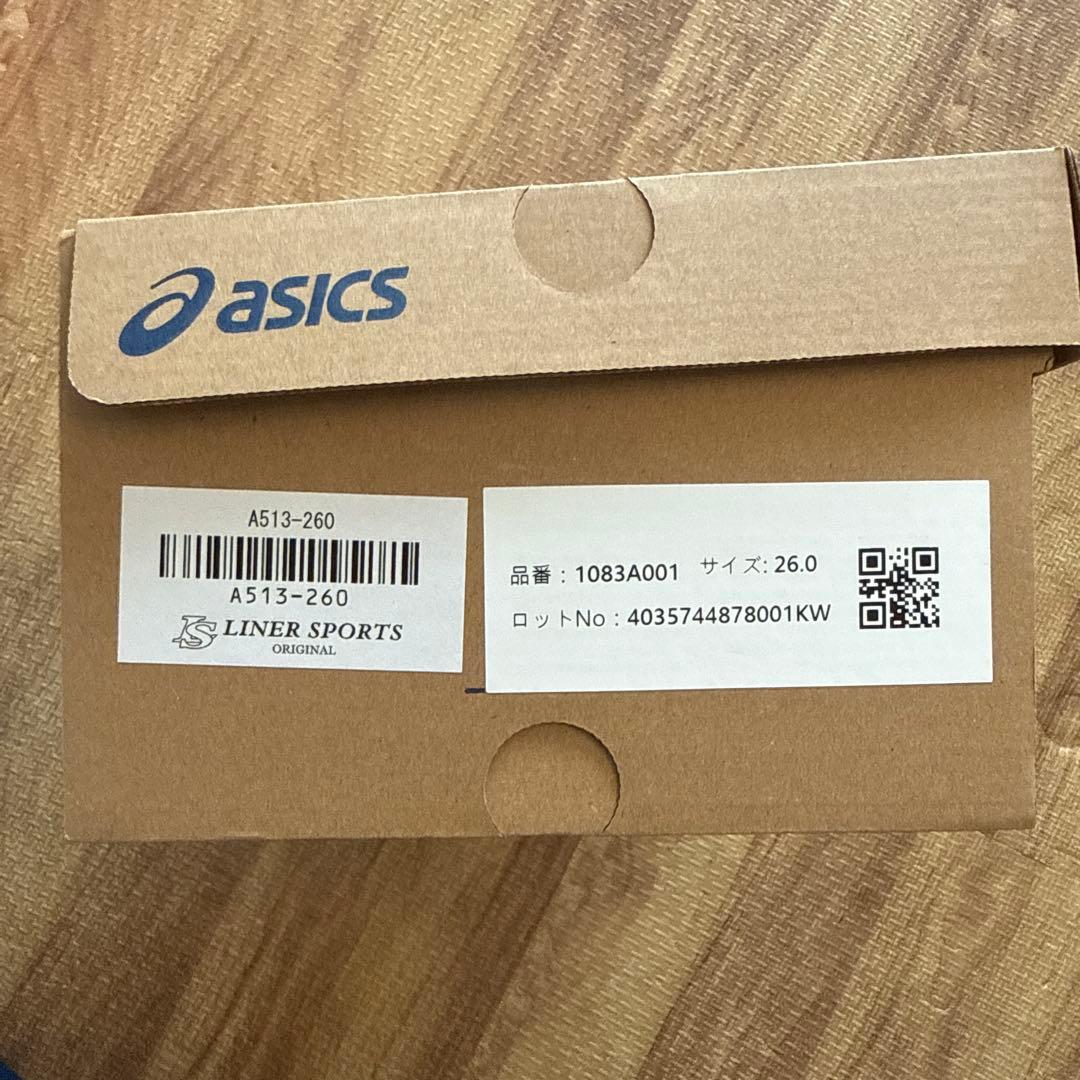 asics
A513-260
A513-260
LS LINER SPORTS
ORIGINAL
品番：1083A001 サイズ: 26.0
ロットNo：4035744878001KW